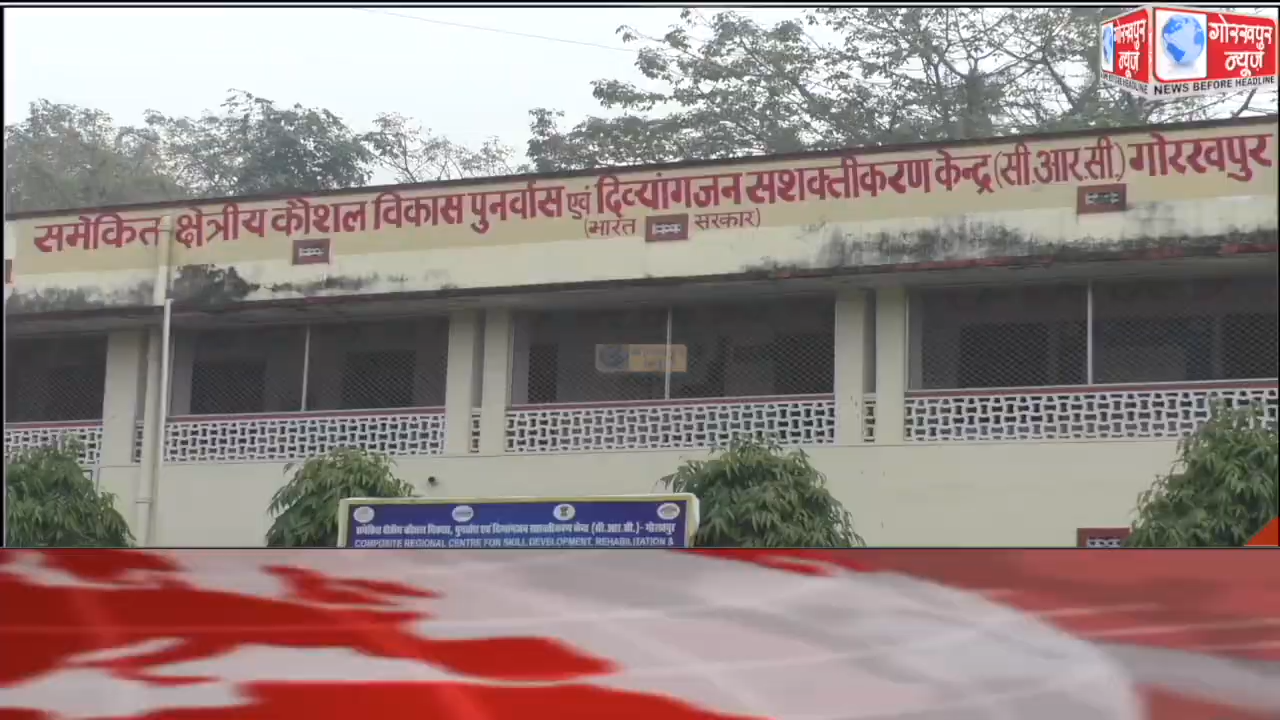 गोरखपुर
न्यूज़
गोरखपुर
न्यूज़
NEWS BEFORE HEADLINE
समेकित क्षेत्रीय कौशल विकास पुनर्वास एवं दिव्यांगजन सशक्तीकरण केन्द्र (सी.आर.सी.) गोरखपुर
(भारत सरकार)
समेकित क्षेत्रीय कौशल विकास, पुनर्वास एवं दिव्यांगजन सशक्तिकरण केन्द्र (सी.आर.सी.)- गोरखपुर
COMPOSITE REGIONAL CENTRE FOR SKILL DEVELOPMENT, REHABILITATION &